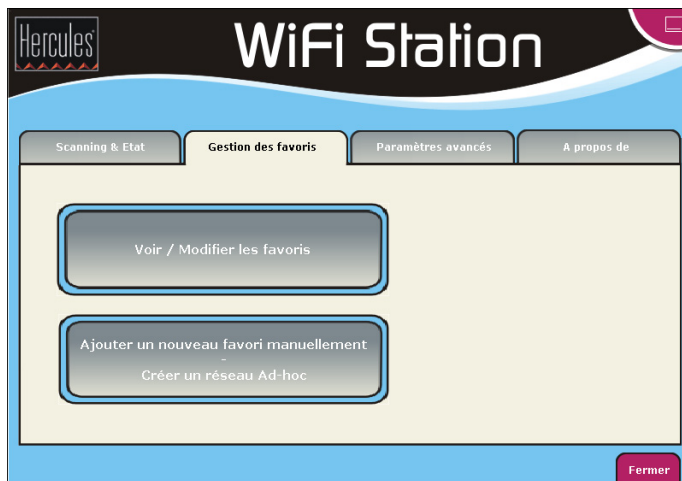 Hercules
WiFi Station
Scanning & Etat
Gestion des favoris
Paramètres avancés
A propos de
Voir / Modifier les favoris
Ajouter un nouveau favori manuellement
-
Créer un réseau Ad-hoc
Fermer